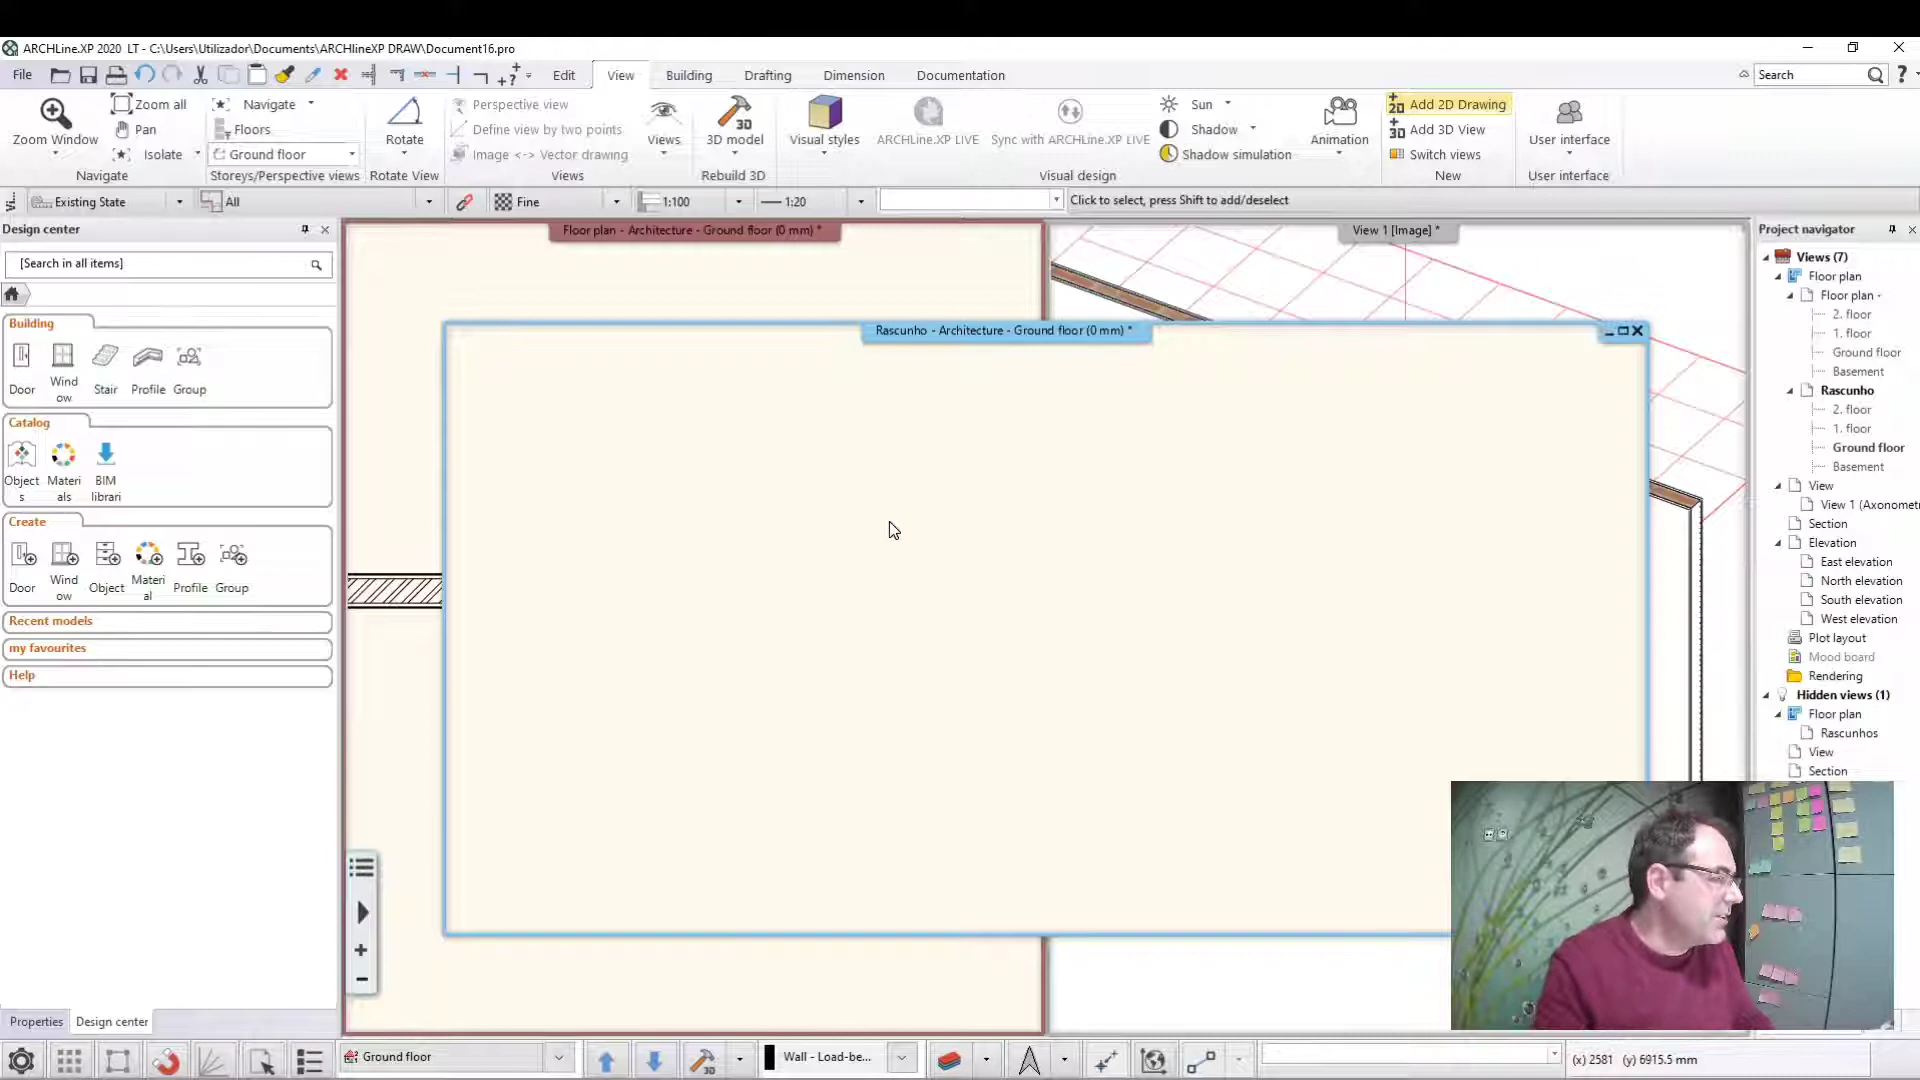 ARCHLine.XP 2020 LT - C:\Users\Utilizador\Documents\ARCHlineXP DRAW\Document16.pro
File
Edit
View
Building
Drafting
Dimension
Documentation
Search
Zoom Window
Zoom all
Pan
Isolate
Navigate
Navigate
Floors
Ground floor
Storeys/Perspective views
Rotate
Rotate View
Perspective view
Define view by two points
Image <-> Vector drawing
Views
Views
3D model
Rebuild 3D
Visual styles
ARCHLine.XP LIVE
Sync with ARCHLine.XP LIVE
Sun
Shadow
Shadow simulation
Visual design
Animation
Add 2D Drawing
Add 3D View
Switch views
New
User interface
User interface
Existing State
All
Fine
1:100
1:20
Click to select, press Shift to add/deselect
Design center
[Search in all items]
Building
Door
Wind
ow
Stair
Profile
Group
Catalog
Object
s
Materi
als
BIM
librari
Create
Door
Wind
ow
Object
Materi
al
Profile
Group
Recent models
my favourites
Help
Properties
Design center
Floor plan - Architecture - Ground floor (0 mm) *
View 1 [Image] *
Rascunho - Architecture - Ground floor (0 mm) *
Project navigator
Views (7)
Floor plan
Floor plan -
2. floor
1. floor
Ground floor
Basement
Rascunho
2. floor
1. floor
Ground floor
Basement
View
View 1 (Axonomet
Section
Elevation
East elevation
North elevation
South elevation
West elevation
Plot layout
Mood board
Rendering
Hidden views (1)
Floor plan
Rascunhos
View
Section
Ground floor
3D
Wall - Load-be...
(x) 2581 (y) 6915.5 mm